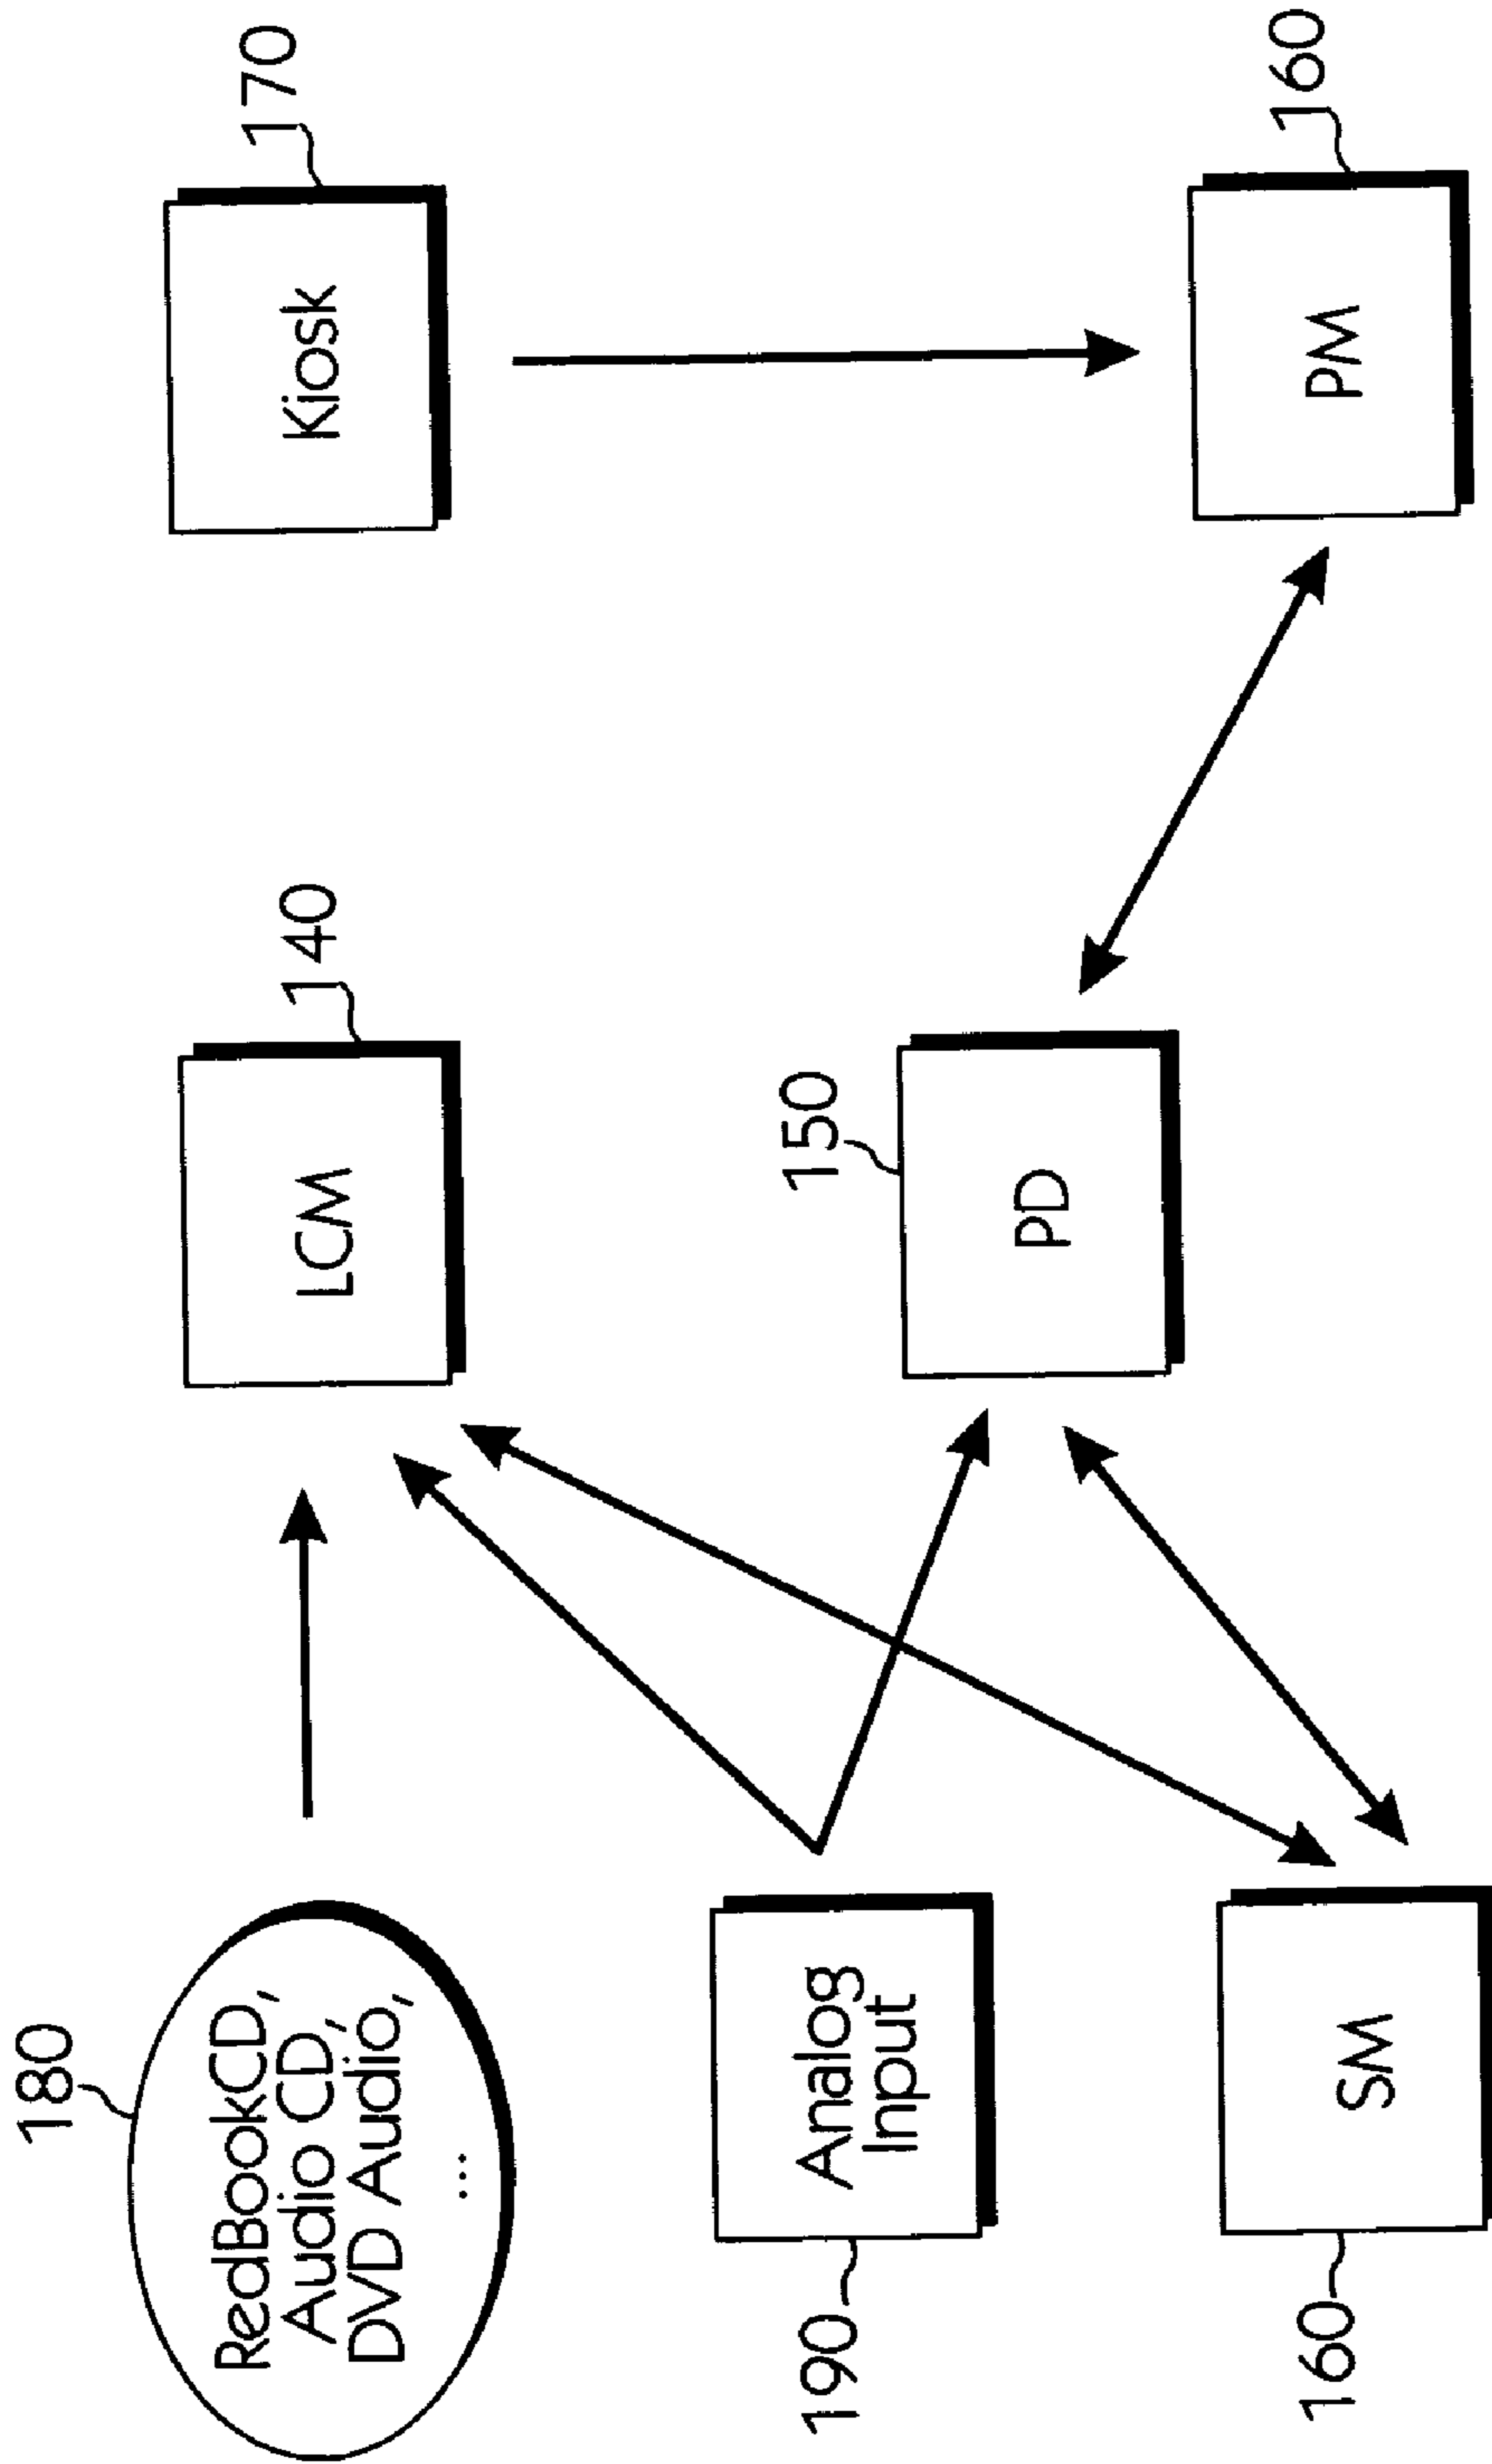 180
RedBookCD,
Audio CD,
DVD Audio,
...
LCM
140
Kiosk
170
190
Analog
Input
PD
150
160
SM
PM
160